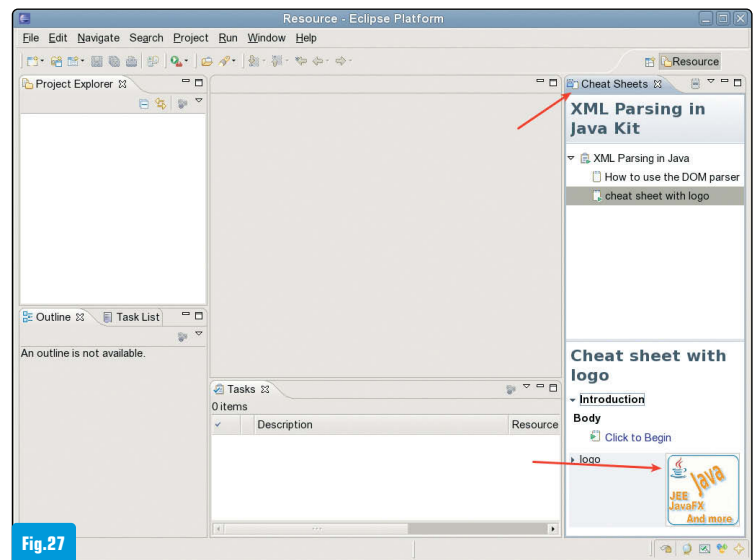 Resource - Eclipse Platform
File Edit Navigate Search Project Run Window Help
Resource
Project Explorer
Cheat Sheets
XML Parsing in
Java Kit
XML Parsing in Java
How to use the DOM parser
cheat sheet with logo
Outline
Task List
An outline is not available.
Tasks
0 items
Description
Resource
Cheat sheet with
logo
Introduction
Body
Click to Begin
logo
Java
JEE
JavaFX
And more
Fig.27